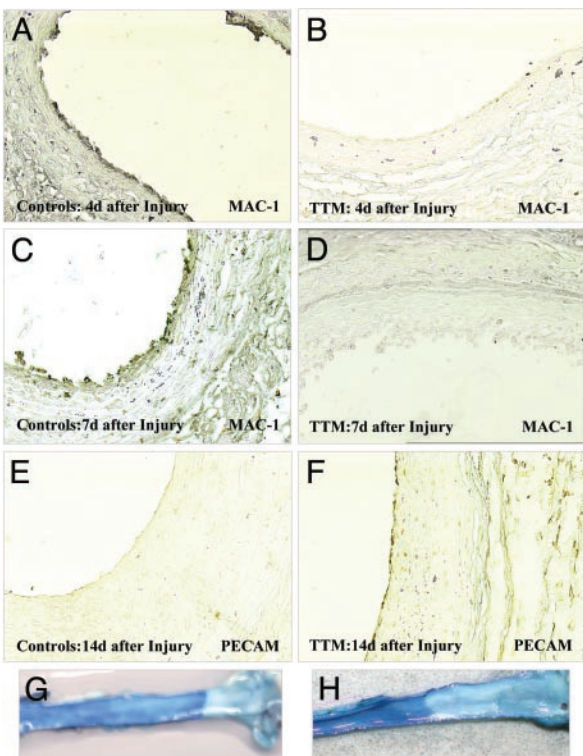 A
B
Controls: 4d after Injury MAC-1
TTM: 4d after Injury MAC-1
C
D
Controls:7d after Injury MAC-1
TTM:7d after Injury MAC-1
E
F
Controls:14d after Injury PECAM
TTM:14d after Injury PECAM
G
H